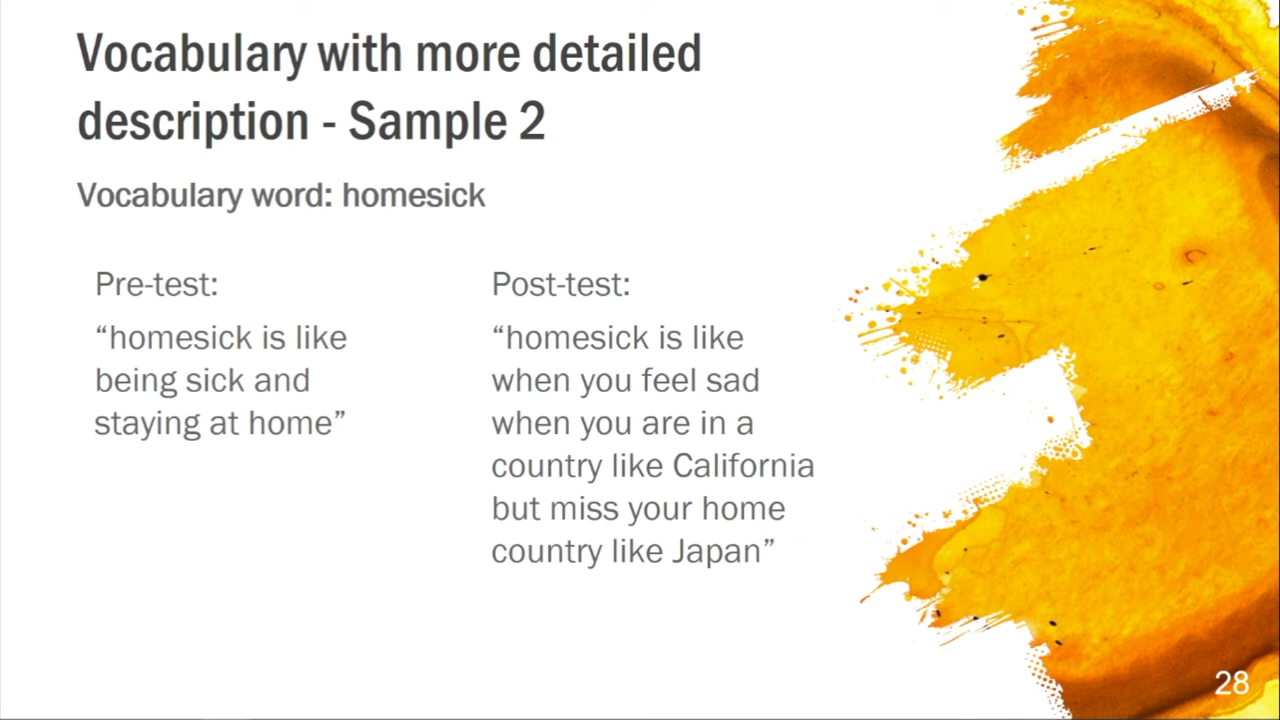 Vocabulary with more detailed
description - Sample 2
Vocabulary word: homesick
Pre-test:
“homesick is like
being sick and
staying at home”
Post-test:
“homesick is like
when you feel sad
when you are in a
country like California
but miss your home
country like Japan”
28